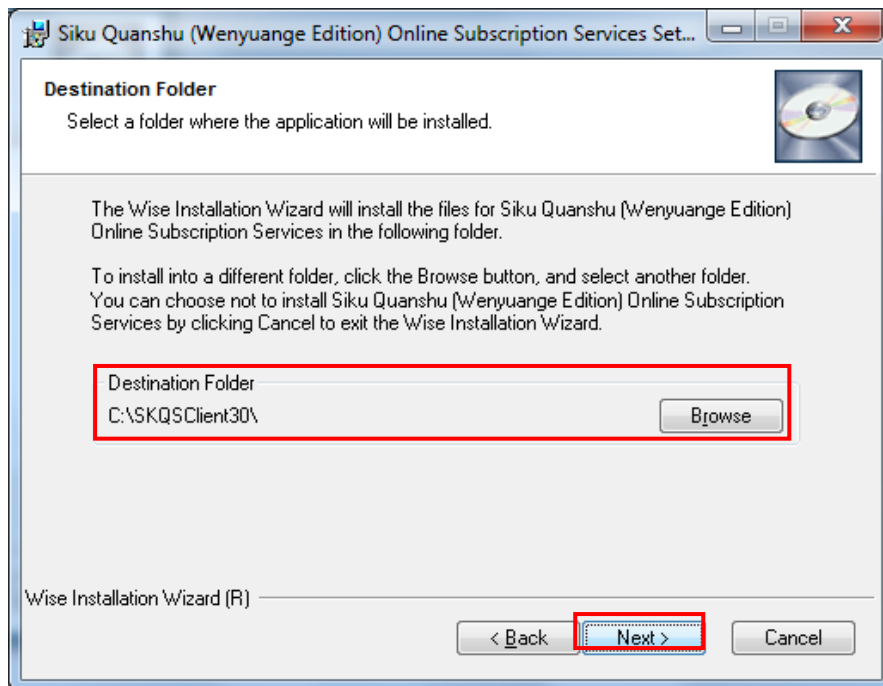 Siku Quanshu (Wenyuange Edition) Online Subscription Services Set...
Destination Folder
Select a folder where the application will be installed.
The Wise Installation Wizard will install the files for Siku Quanshu (Wenyuange Edition)
Online Subscription Services in the following folder.
To install into a different folder, click the Browse button, and select another folder.
You can choose not to install Siku Quanshu (Wenyuange Edition) Online Subscription
Services by clicking Cancel to exit the Wise Installation Wizard.
Destination Folder
C:\SKQSClient30\
Browse
Wise Installation Wizard (R)
< Back
Next >
Cancel